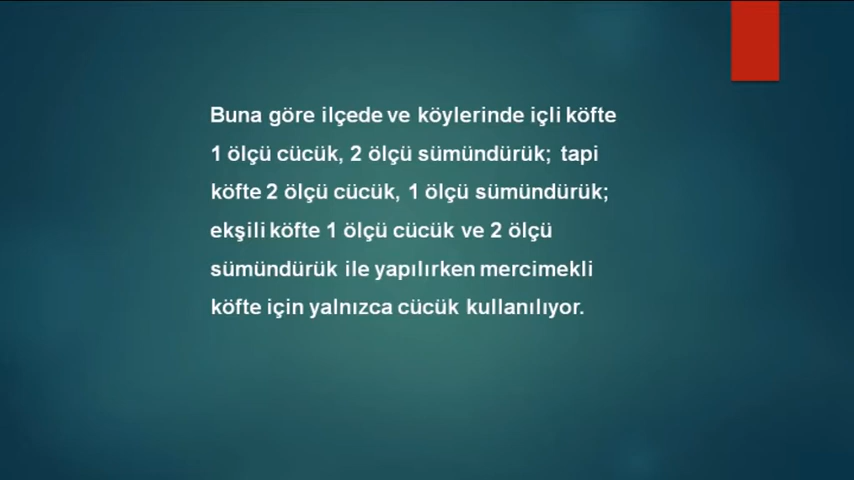 Buna göre ilçede ve köylerinde içli köfte
1 ölçü cücük, 2 ölçü sümündürük; tapi
köfte 2 ölçü cücük, 1 ölçü sümündürük;
ekşili köfte 1 ölçü cücük ve 2 ölçü
sümündürük ile yapılırken mercimekli
köfte için yalnızca cücük kullanılıyor.